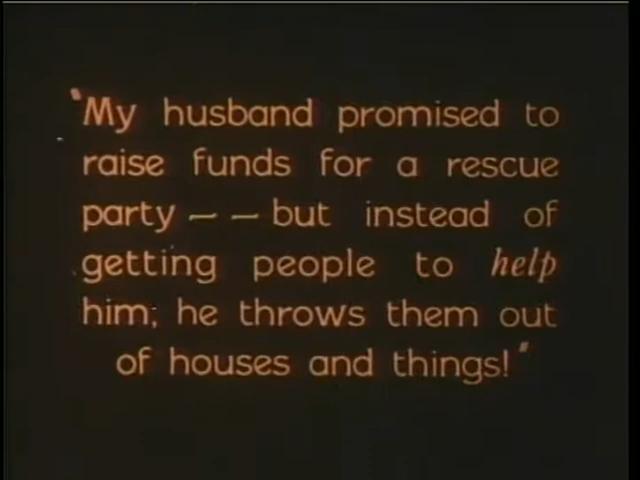 "My husband promised to
raise funds for a rescue
party — — but instead of
getting people to help
him; he throws them out
of houses and things!"